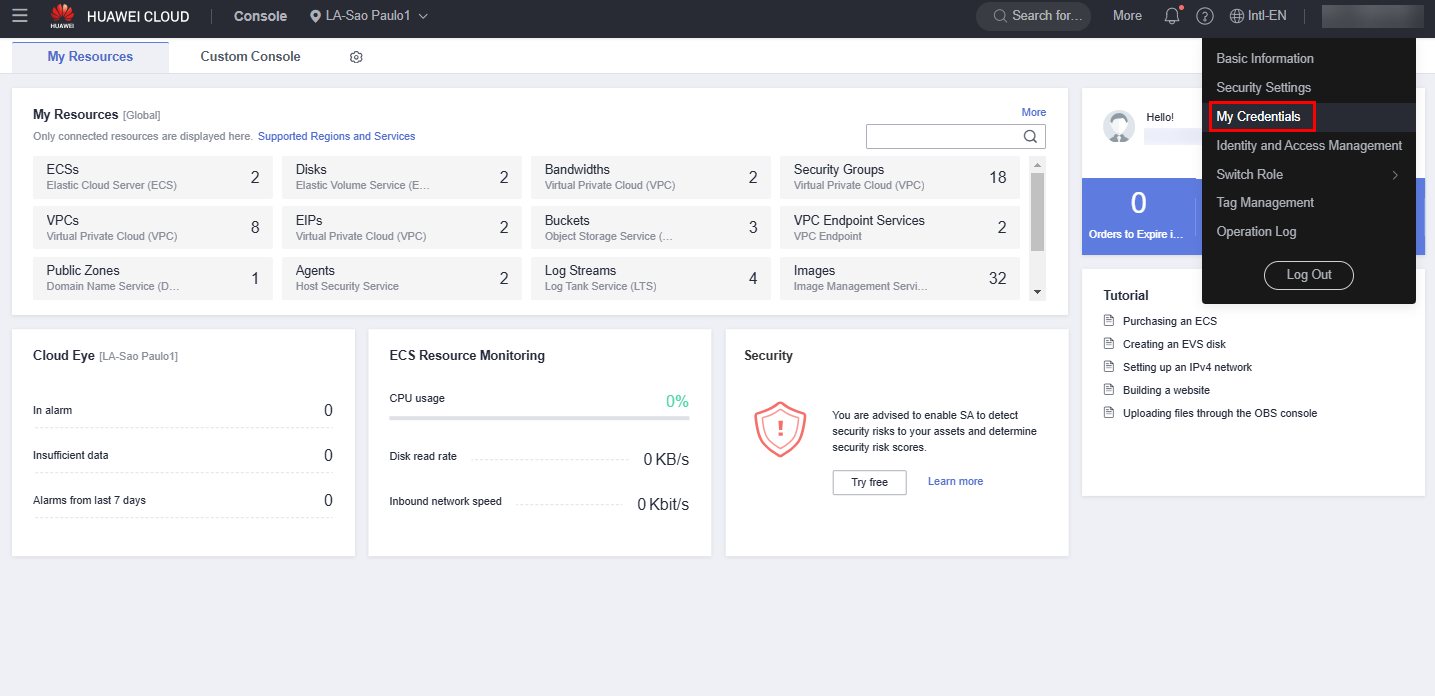 HUAWEI
HUAWEI CLOUD
Console
LA-Sao Paulo1
Search for...
More
?
Intl-EN
My Resources
Custom Console
Basic Information
Security Settings
My Credentials
Identity and Access Management
Switch Role
Tag Management
Operation Log
Log Out
My Resources [Global]
More
Only connected resources are displayed here. Supported Regions and Services
ECSs
Elastic Cloud Server (ECS)
2
Disks
Elastic Volume Service (E...
2
Bandwidths
Virtual Private Cloud (VPC)
2
Security Groups
Virtual Private Cloud (VPC)
18
VPCs
Virtual Private Cloud (VPC)
8
EIPs
Virtual Private Cloud (VPC)
2
Buckets
Object Storage Service (...
3
VPC Endpoint Services
VPC Endpoint
2
Public Zones
Domain Name Service (D...
1
Agents
Host Security Service
2
Log Streams
Log Tank Service (LTS)
4
Images
Image Management Servi...
32
Hello!
0
Orders to Expire i...
Cloud Eye [LA-Sao Paulo1]
In alarm 0
Insufficient data 0
Alarms from last 7 days 0
ECS Resource Monitoring
CPU usage 0%
Disk read rate 0 KB/s
Inbound network speed 0 Kbit/s
Security
You are advised to enable SA to detect
security risks to your assets and determine
security risk scores.
Try free
Learn more
Tutorial
Purchasing an ECS
Creating an EVS disk
Setting up an IPv4 network
Building a website
Uploading files through the OBS console